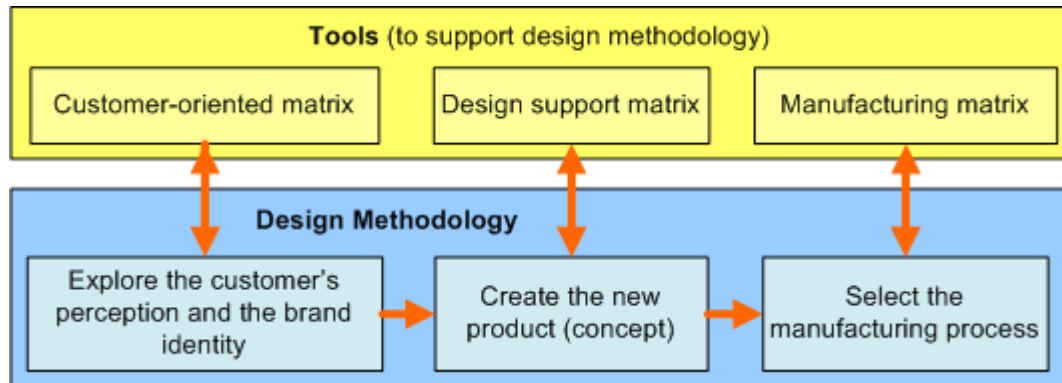 Tools (to support design methodology)
Customer-oriented matrix
Design support matrix
Manufacturing matrix
Design Methodology
Explore the customer's
perception and the brand
identity
Create the new
product (concept)
Select the
manufacturing process